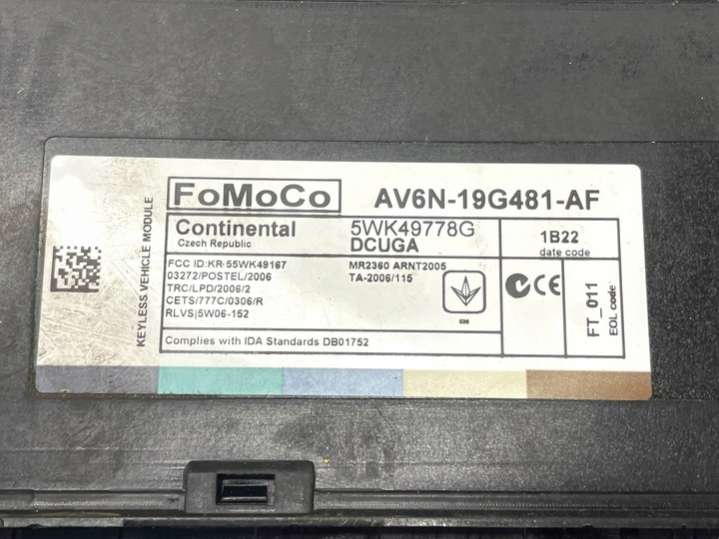 FoMoCo
AV6N-19G481-AF
KEYLESS VEHICLE MODULE
Continental
Czech Republic
5WK49778G
DCUGA
1B22
date code
FCC ID:KR 55WK49167
03272/POSTEL/2006
TRC/LPD/2006/2
CETS/777C/0306/R
RLVS|5W06-152
MR2360 ARNT2005
TA-2006/115
CE
FT_011
EOL code
Complies with IDA Standards DB01752